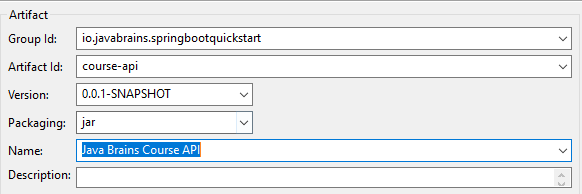 Artifact
Group Id: io.javabrains.springbootquickstart
Artifact Id: course-api
Version: 0.0.1-SNAPSHOT
Packaging: jar
Name: Java Brains Course API
Description: